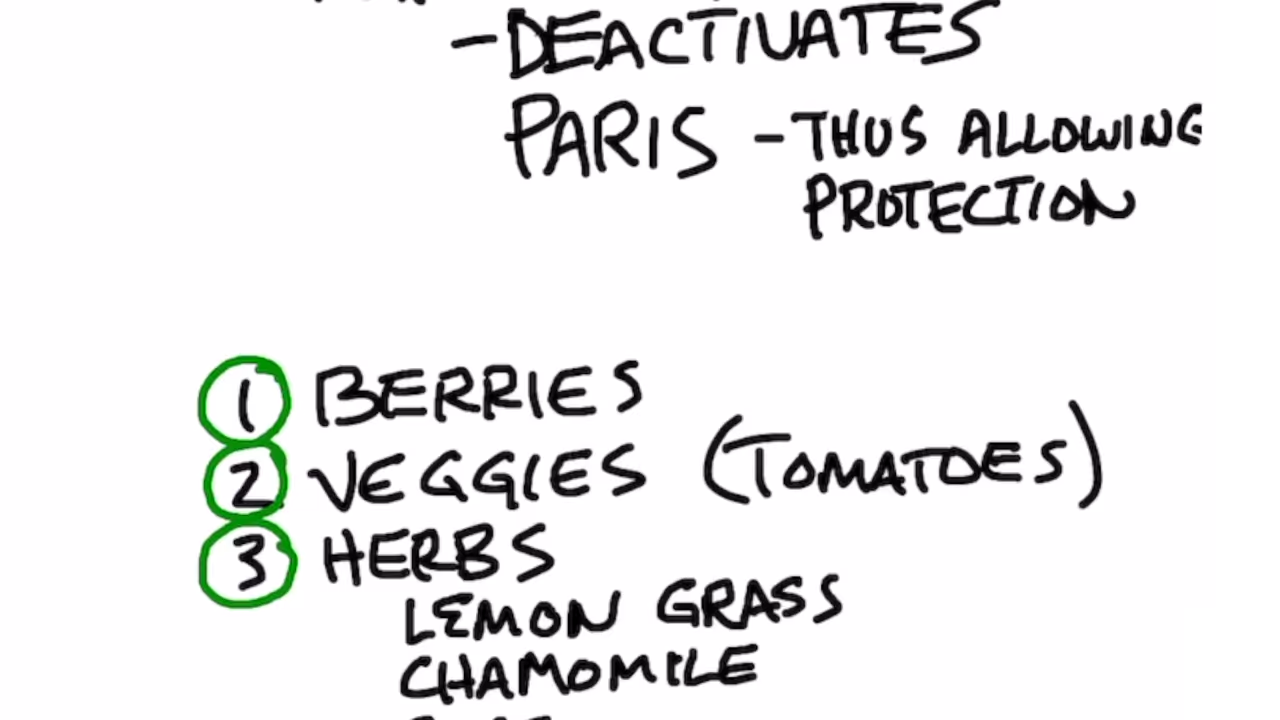 - DEACTIVATES
PARIS - THUS ALLOWING
PROTECTION
1 BERRIES
2 VEGGIES (TOMATOES)
3 HERBS
LEMON GRASS
CHAMOMILE